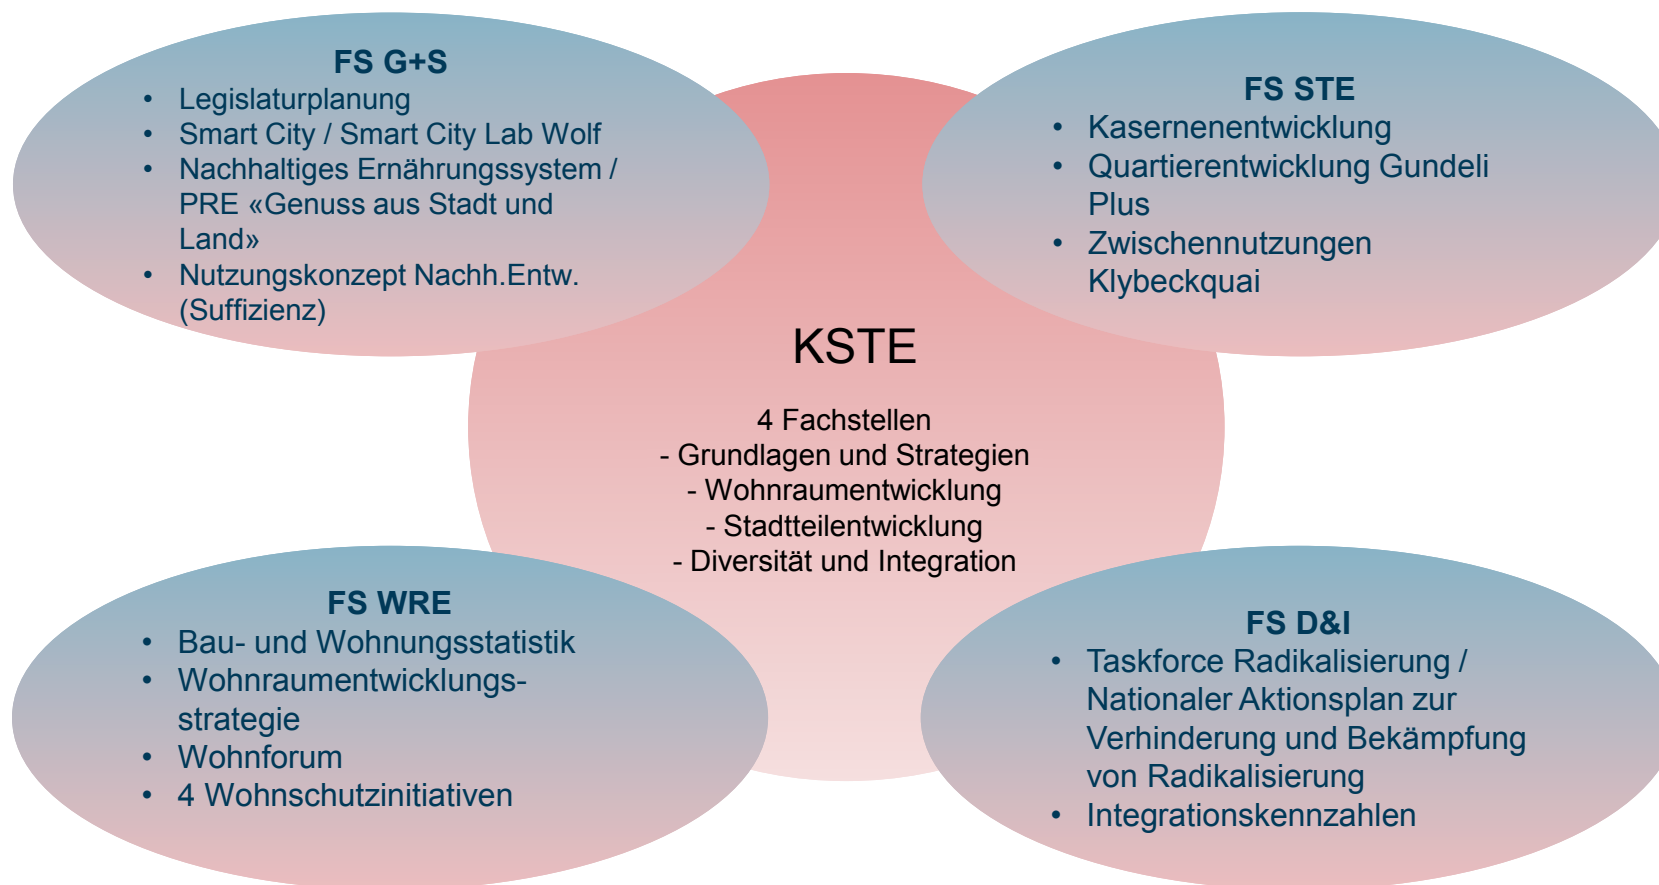 FS G+S
• Legislaturplanung
• Smart City / Smart City Lab Wolf
• Nachhaltiges Ernährungssystem /
PRE «Genuss aus Stadt und
Land»
• Nutzungskonzept Nachh.Entw.
(Suffizienz)
FS STE
• Kasernenentwicklung
• Quartierentwicklung Gundeli
Plus
• Zwischennutzungen
Klybeckquai
KSTE
4 Fachstellen
- Grundlagen und Strategien
- Wohnraumentwicklung
- Stadtteilentwicklung
- Diversität und Integration
FS WRE
• Bau- und Wohnungsstatistik
• Wohnraumentwicklungs-
strategie
• Wohnforum
• 4 Wohnschutzinitiativen
FS D&I
• Taskforce Radikalisierung /
Nationaler Aktionsplan zur
Verhinderung und Bekämpfung
von Radikalisierung
• Integrationskennzahlen